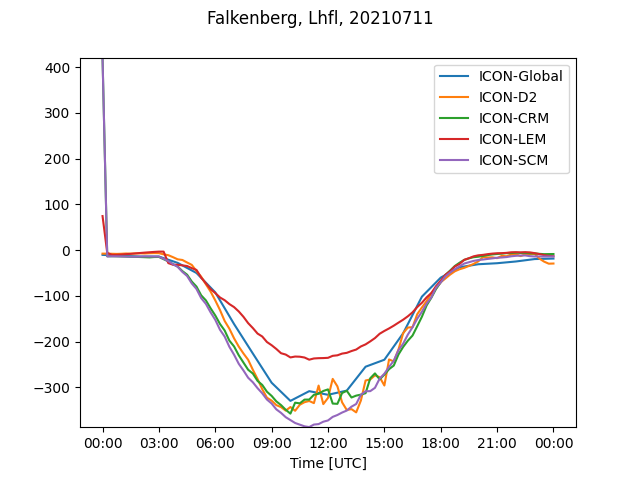 Falkenberg, Lhfl, 20210711
400
300
200
100
0
−100
−200
−300
ICON-Global
ICON-D2
ICON-CRM
ICON-LEM
ICON-SCM
00:00 03:00 06:00 09:00 12:00 15:00 18:00 21:00 00:00
Time [UTC]